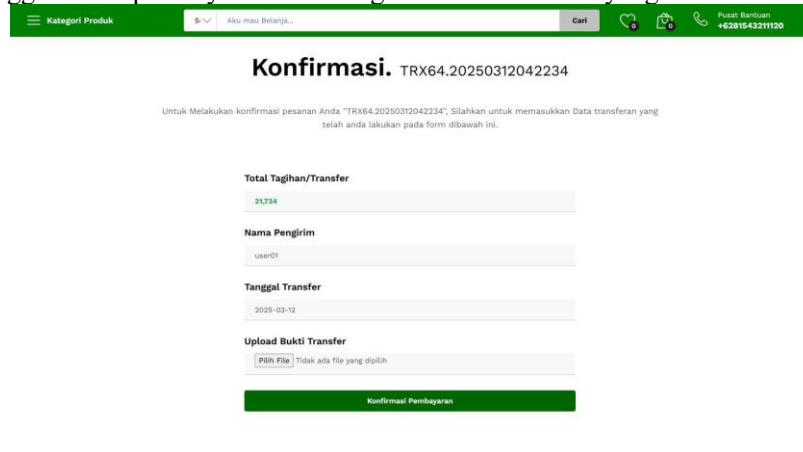 Kategori Produk
Aku mau Belanja...
Cari
0
0
Pusat Bantuan
+6281543211120
Konfirmasi. TRX64.20250312042234
Untuk Melakukan konfirmasi pesanan Anda "TRX64.20250312042234", Silahkan untuk memasukkan Data transferan yang
telah anda lakukan pada form dibawah ini.
Total Tagihan/Transfer
21,734
Nama Pengirim
user01
Tanggal Transfer
2025-03-12
Upload Bukti Transfer
Pilih File Tidak ada file yang dipilih
Konfirmasi Pembayaran